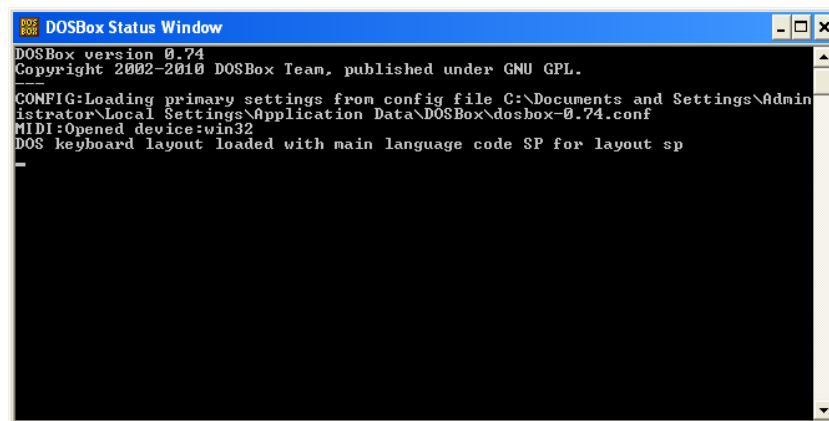 DOSBox Status Window
DOSBox version 0.74
Copyright 2002-2010 DOSBox Team, published under GNU GPL.
---
CONFIG:Loading primary settings from config file C:\Documents and Settings\Admin
istrator\Local Settings\Application Data\DOSBox\dosbox-0.74.conf
MIDI:Opened device:win32
DOS keyboard layout loaded with main language code SP for layout sp